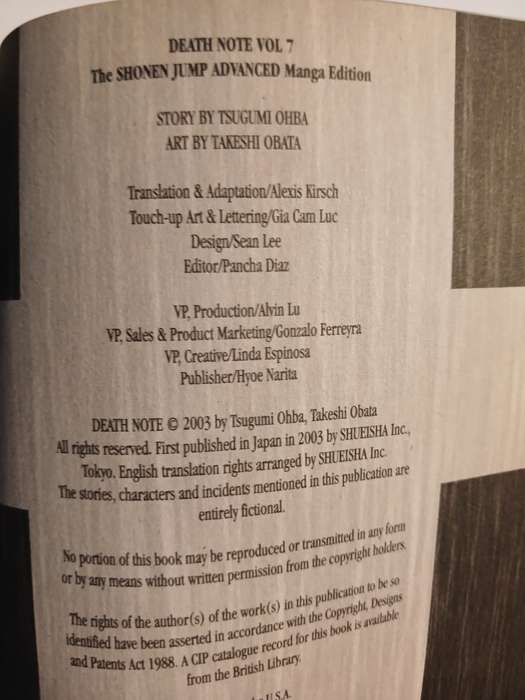 DEATH NOTE VOL 7
The SHONEN JUMP ADVANCED Manga Edition
STORY BY TSUGUMI OHBA
ART BY TAKESHI OBATA
Translation & Adaptation/Alexis Kirsch
Touch-up Art & Lettering/Gia Cam Luc
Design/Sean Lee
Editor/Pancha Diaz
VP, Production/Alvin Lu
VP, Sales & Product Marketing/Gonzalo Ferreyra
VP, Creative/Linda Espinosa
Publisher/Hyoe Narita
DEATH NOTE © 2003 by Tsugumi Ohba, Takeshi Obata
All rights reserved. First published in Japan in 2003 by SHUEISHA Inc.,
Tokyo. English translation rights arranged by SHUEISHA Inc.
The stories, characters and incidents mentioned in this publication are
entirely fictional.
No portion of this book may be reproduced or transmitted in any form
or by any means without written permission from the copyright holders.
The rights of the author(s) of the work(s) in this publication to be so
identified have been asserted in accordance with the Copyright, Designs
and Patents Act 1988. A CIP catalogue record for this book is available
from the British Library.
U.S.A.